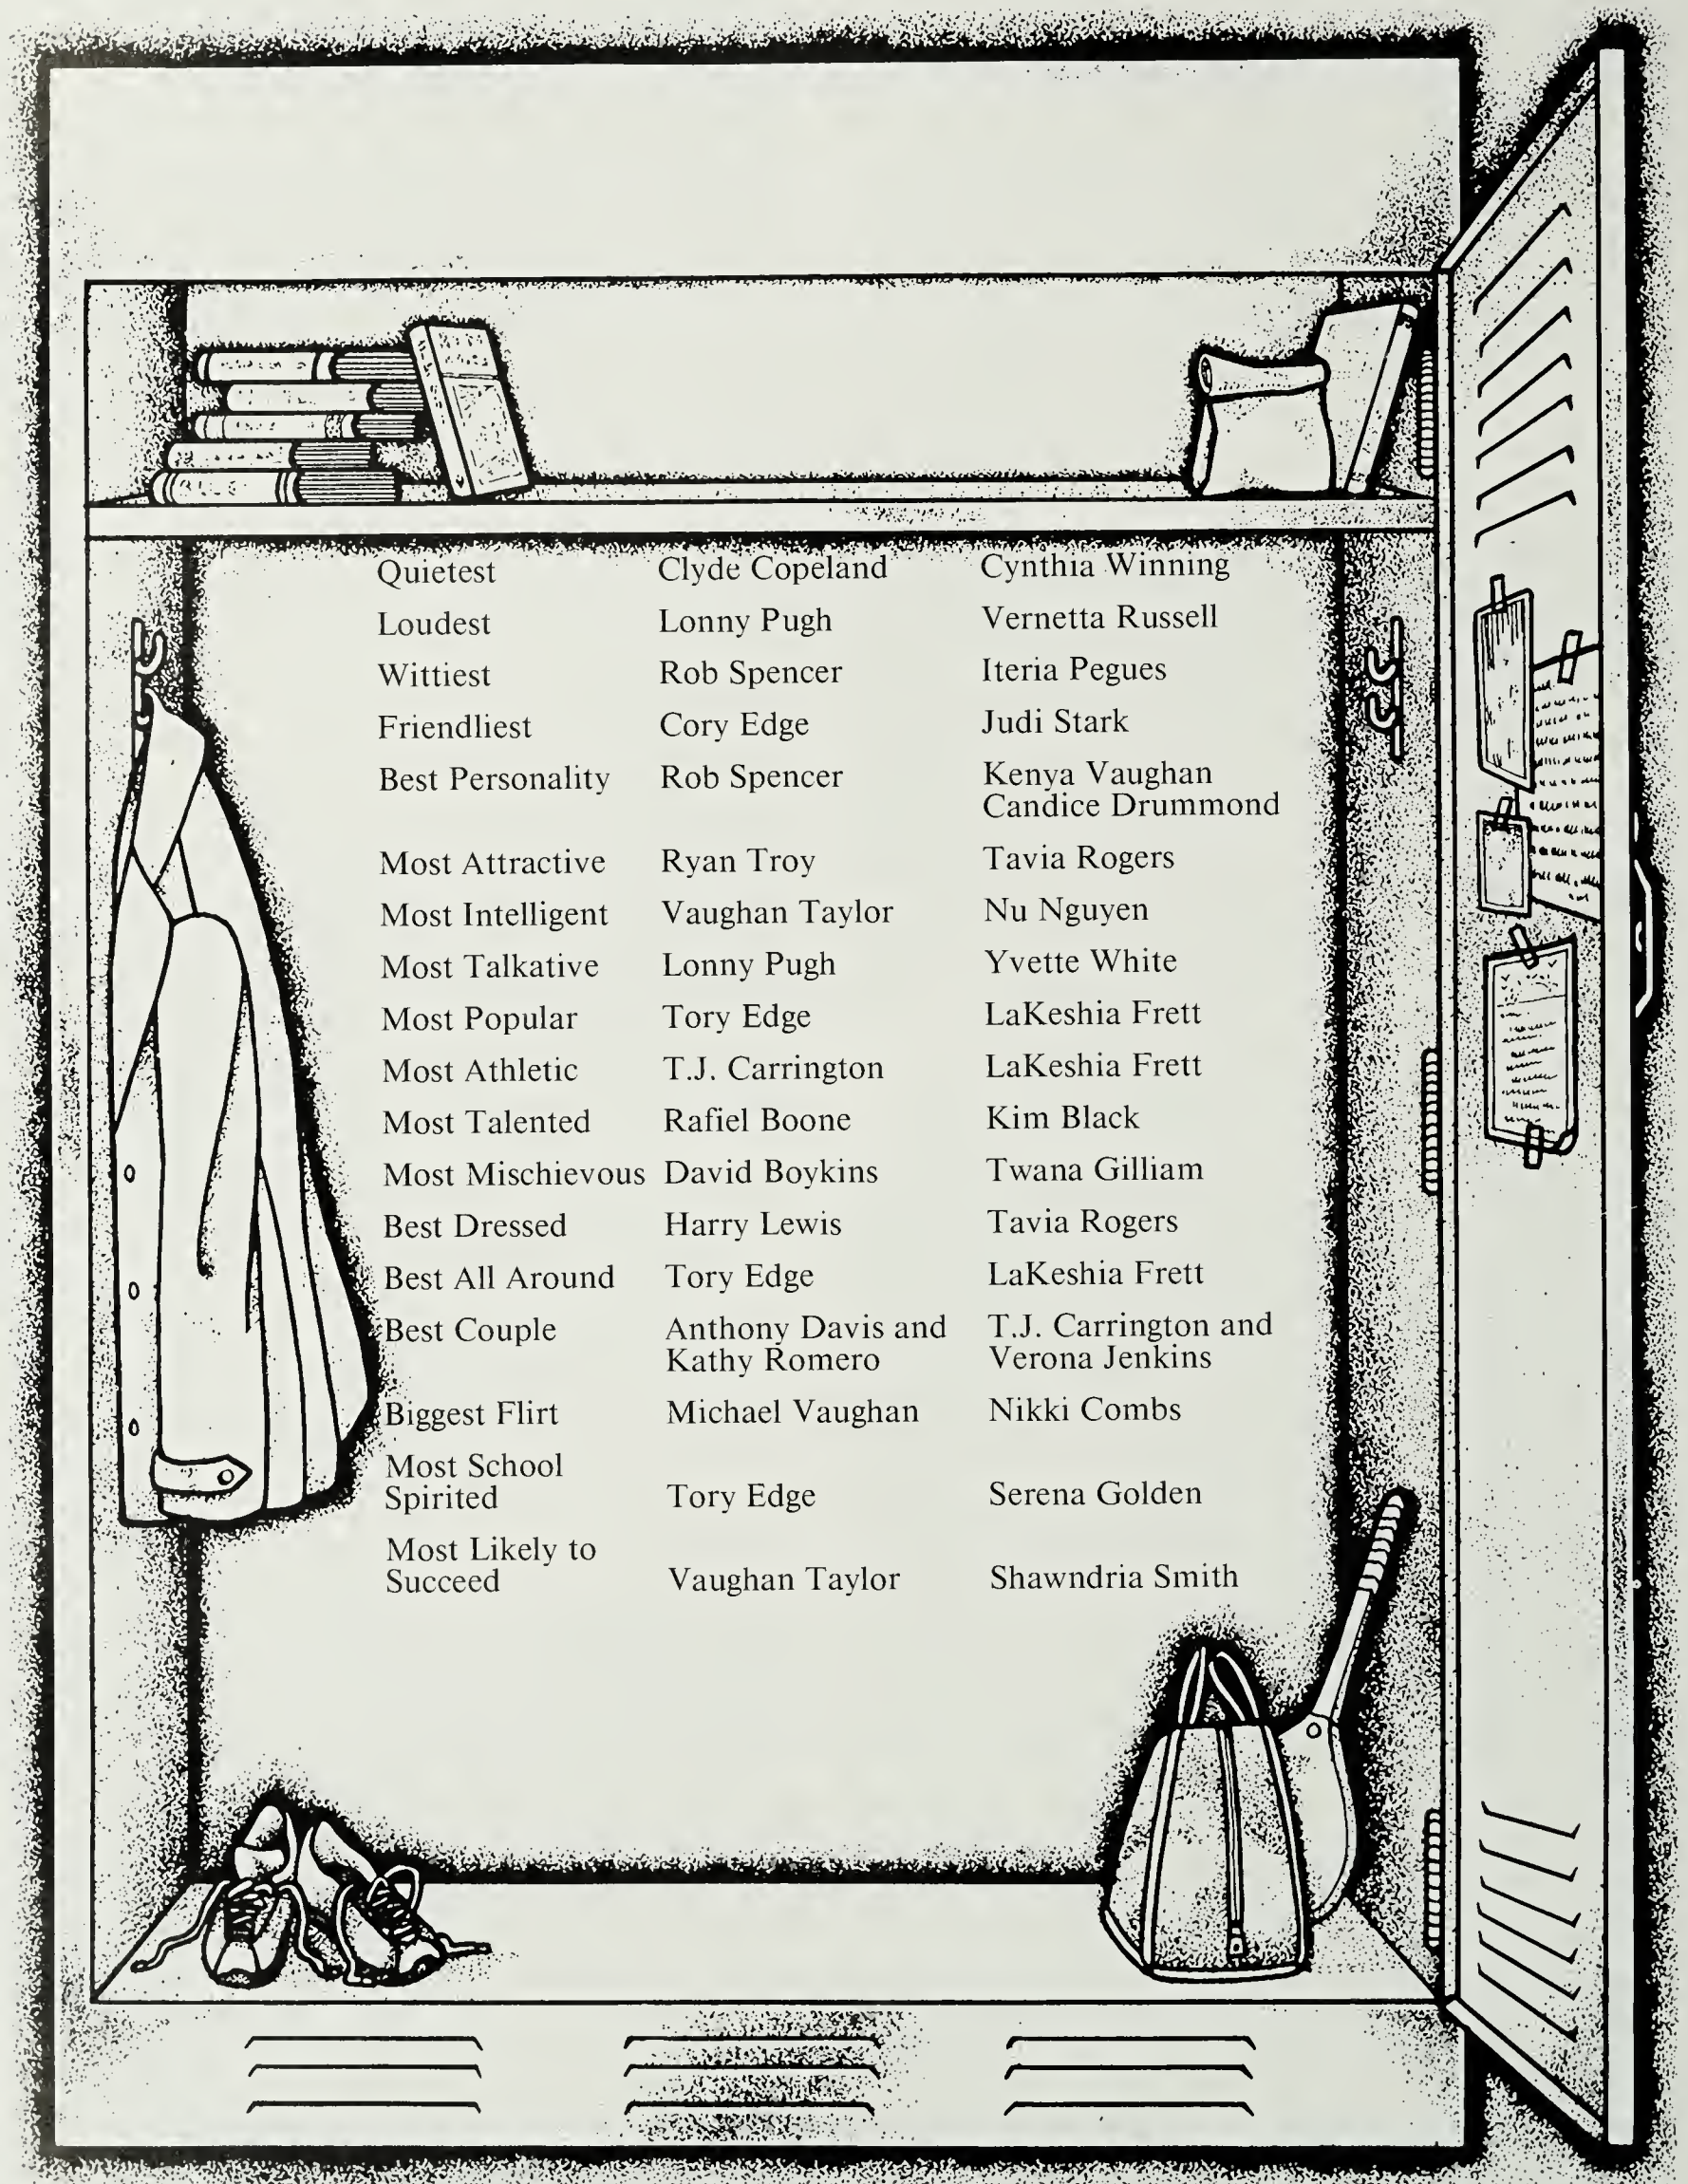 Quietest Clyde Copeland Cynthia Winning
Loudest Lonny Pugh Vernetta Russell
Wittiest Rob Spencer Iteria Pegues
Friendliest Cory Edge Judi Stark
Best Personality Rob Spencer Kenya Vaughan
Candice Drummond
Most Attractive Ryan Troy Tavia Rogers
Most Intelligent Vaughan Taylor Nu Nguyen
Most Talkative Lonny Pugh Yvette White
Most Popular Tory Edge LaKeshia Frett
Most Athletic T.J. Carrington LaKeshia Frett
Most Talented Rafiel Boone Kim Black
Most Mischievous David Boykins Twana Gilliam
Best Dressed Harry Lewis Tavia Rogers
Best All Around Tory Edge LaKeshia Frett
Best Couple Anthony Davis and T.J. Carrington and
Kathy Romero Verona Jenkins
Biggest Flirt Michael Vaughan Nikki Combs
Most School
Spirited Tory Edge Serena Golden
Most Likely to
Succeed Vaughan Taylor Shawndria Smith